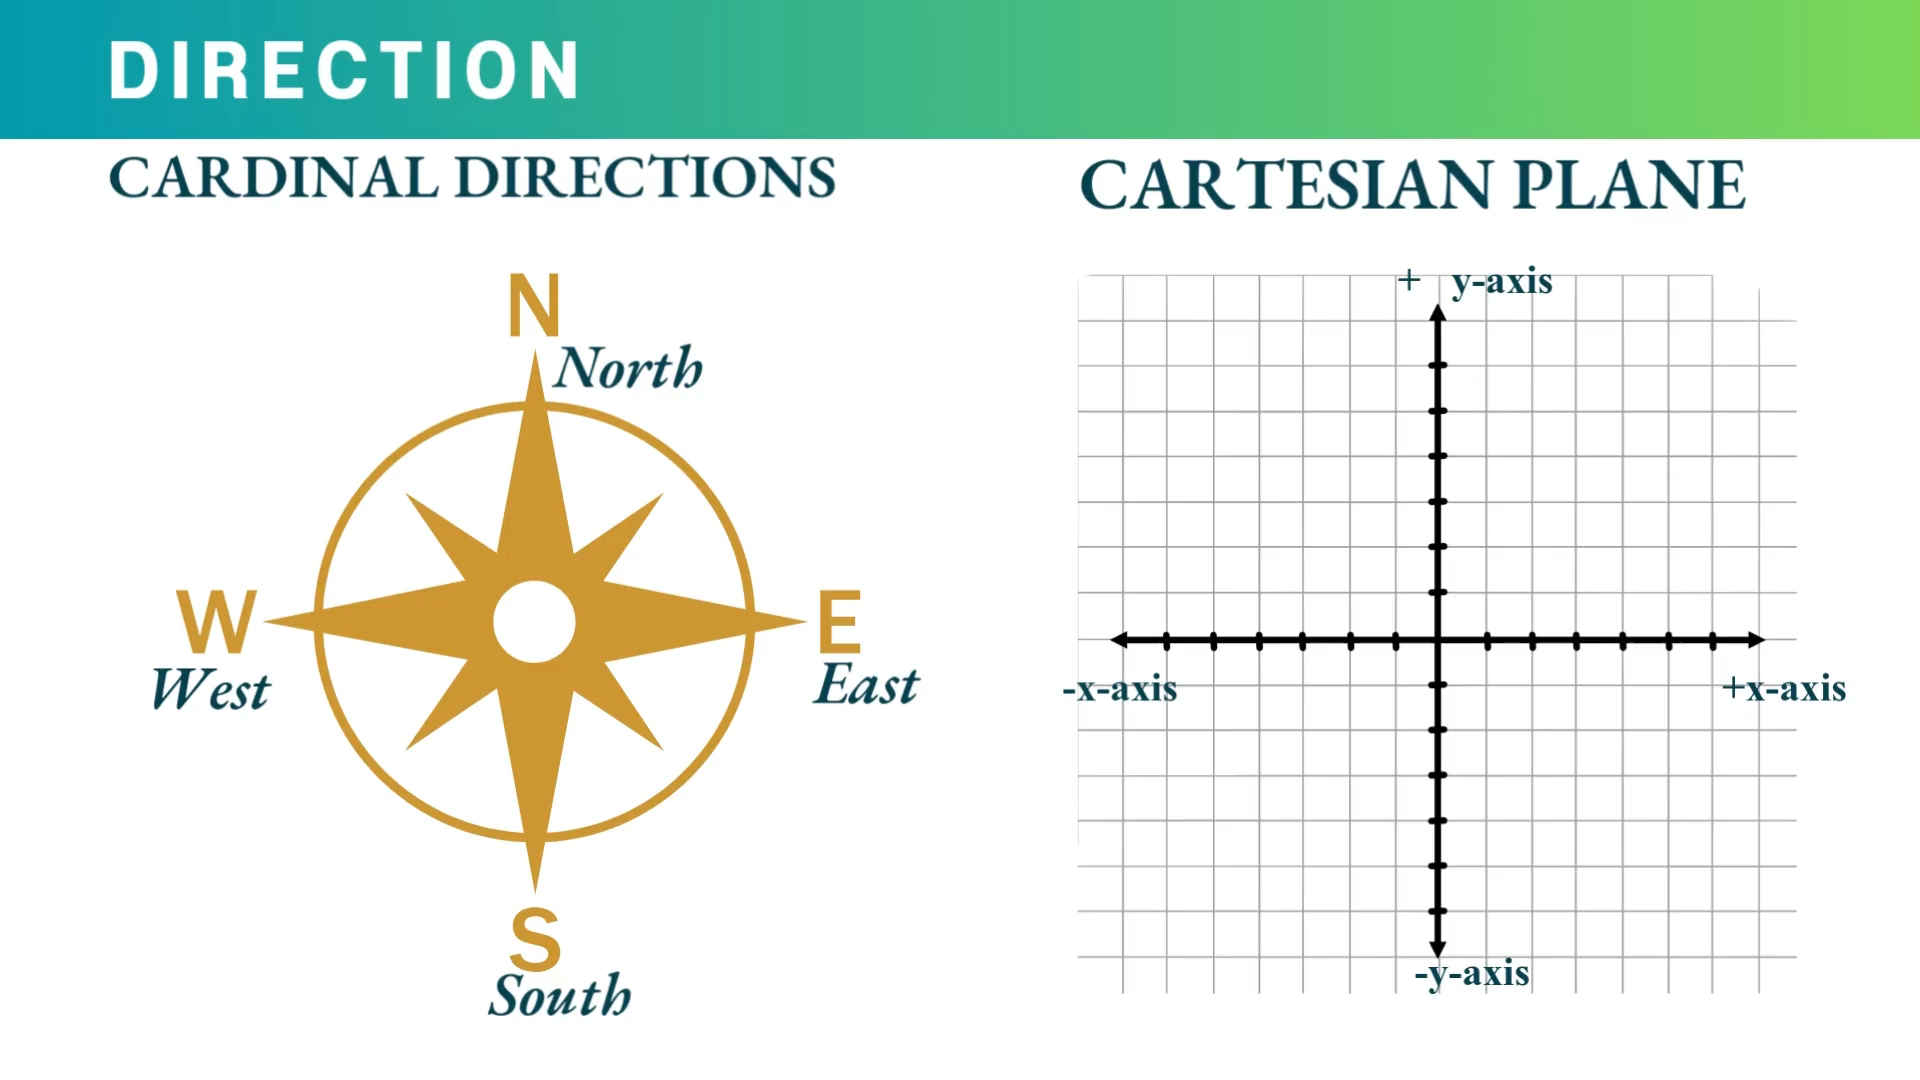 DIRECTION
CARDINAL DIRECTIONS
N
North
W
West
E
East
S
South
CARTESIAN PLANE
+ y-axis
-x-axis
+x-axis
-y-axis